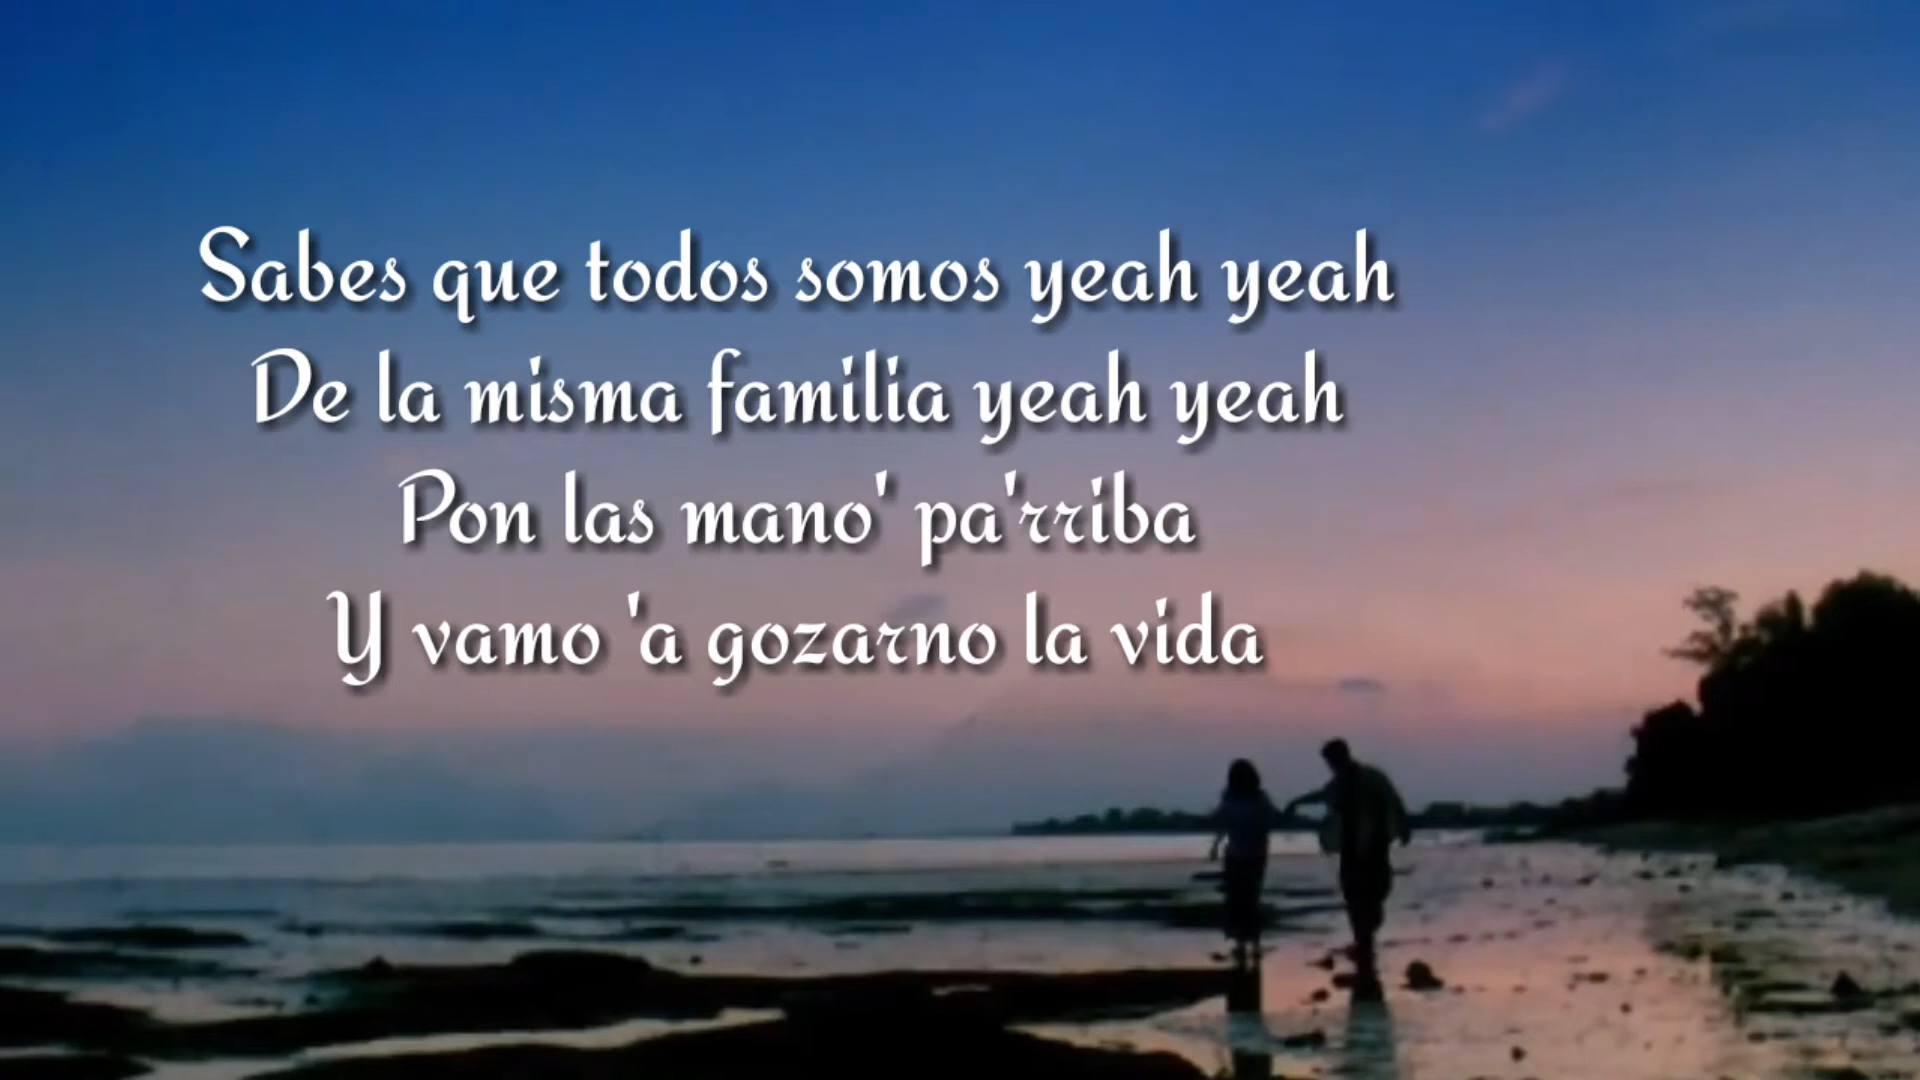 Sabes que todos somos yeah yeah
De la misma familia yeah yeah
Pon las mano' pa'rriba
Y vamo 'a gozarno la vida